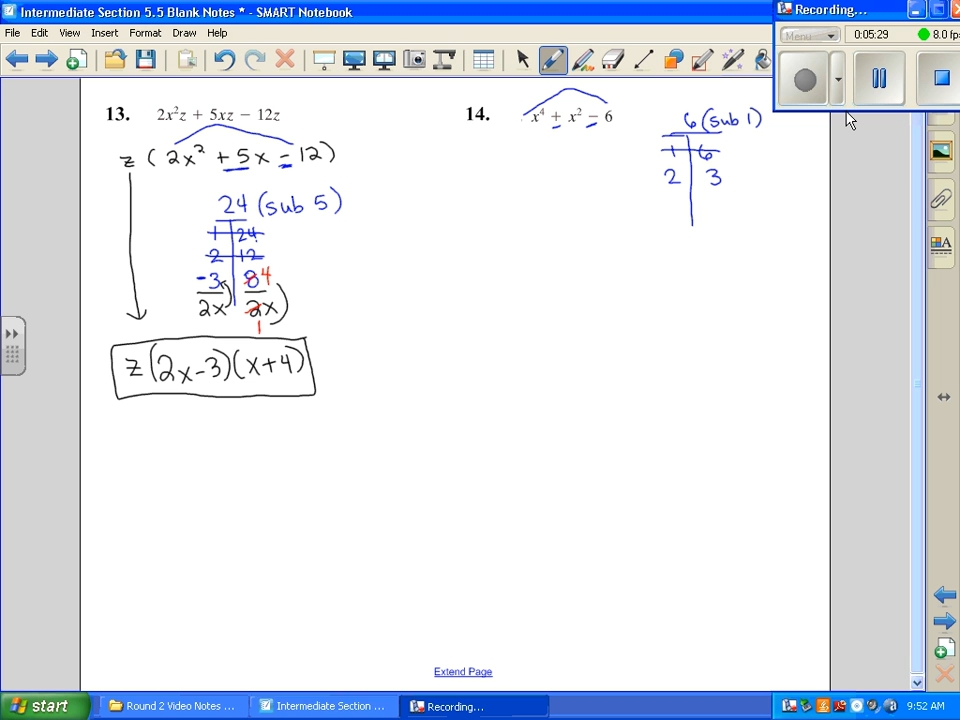 Intermediate Section 5.5 Blank Notes * - SMART Notebook
Recording...
File Edit View Insert Format Draw Help
Menu 0:05:29 8.0 fp
13. 2x²z + 5xz − 12z
z ( 2x² + 5x − 12)
24 (sub 5)
1 24
2 12
-3 8 4
2x 2x
1
z(2x-3)(x+4)
14. x⁴ + x² − 6
6 (sub 1)
1 6
2 3
Extend Page
start Round 2 Video Notes ... Intermediate Section ... Recording... 9:52 AM